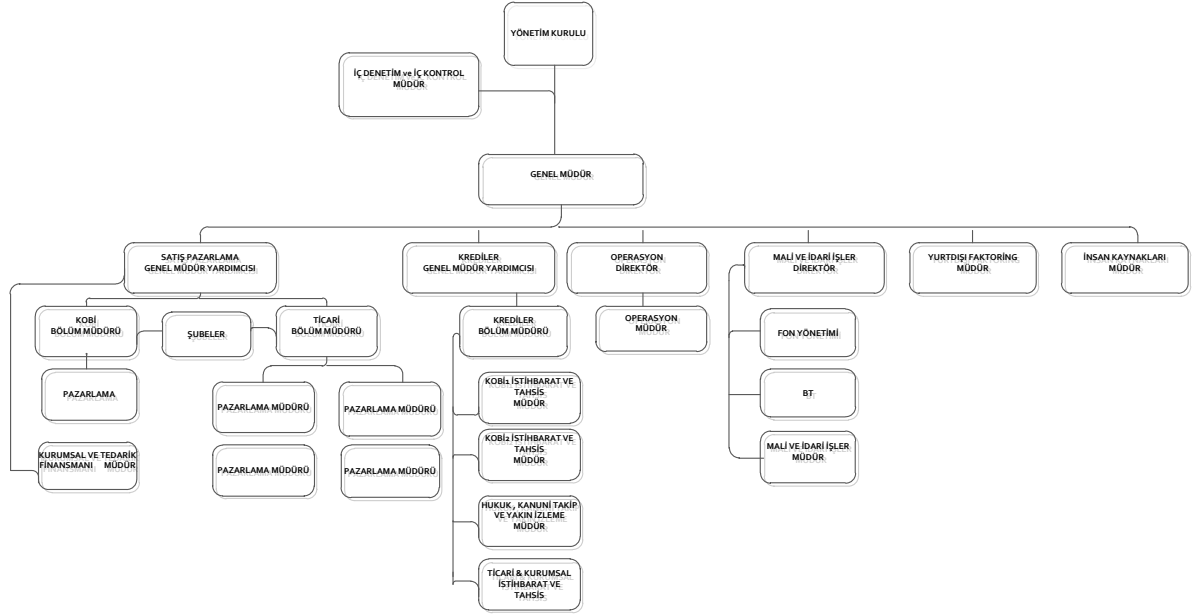 YÖNETİM KURULU
İÇ DENETİM ve İÇ KONTROL
MÜDÜR
GENEL MÜDÜR
SATIŞ PAZARLAMA
GENEL MÜDÜR YARDIMCISI
KREDİLER
GENEL MÜDÜR YARDIMCISI
OPERASYON
DİREKTÖR
MALİ VE İDARİ İŞLER
DİREKTÖR
YURTDIŞI FAKTORİNG
MÜDÜR
İNSAN KAYNAKLARI
MÜDÜR
KOBİ
BÖLÜM MÜDÜRÜ
ŞUBELER
TİCARİ
BÖLÜM MÜDÜRÜ
KREDİLER
BÖLÜM MÜDÜRÜ
OPERASYON
MÜDÜR
FON YÖNETİMİ
PAZARLAMA
PAZARLAMA MÜDÜRÜ
PAZARLAMA MÜDÜRÜ
KOBİ1 İSTİHBARAT VE
TAHSİS
MÜDÜR
BT
KURUMSAL VE TEDARİK
FİNANSMANI MÜDÜR
PAZARLAMA MÜDÜRÜ
PAZARLAMA MÜDÜRÜ
KOBİ2 İSTİHBARAT VE
TAHSİS
MÜDÜR
MALİ VE İDARİ İŞLER
MÜDÜR
HUKUK , KANUNİ TAKİP
VE YAKIN İZLEME
MÜDÜR
TİCARİ & KURUMSAL
İSTİHBARAT VE
TAHSİS